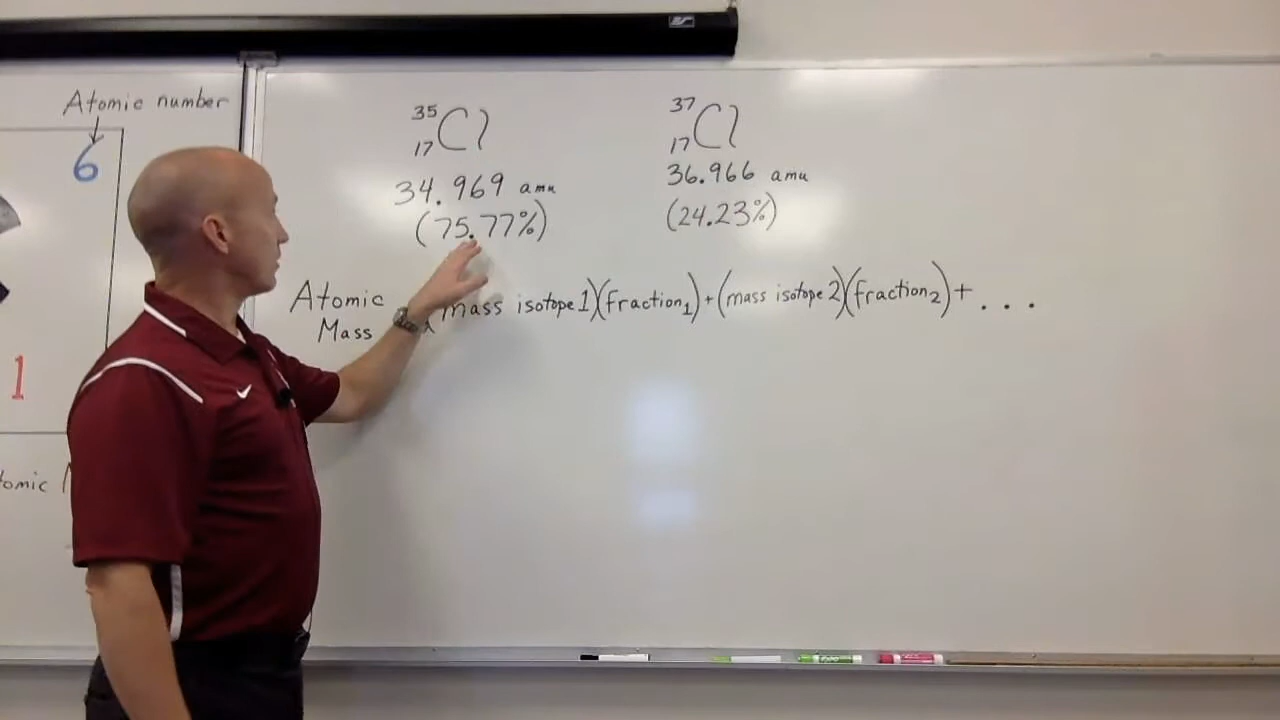 Atomic number
6
1
35
17 Cl
34.969 amu
(75.77%)
37
17 Cl
36.966 amu
(24.23%)
Atomic Mass
mass isotope 1)(fraction₁) + (mass isotope 2)(fraction₂) + ...